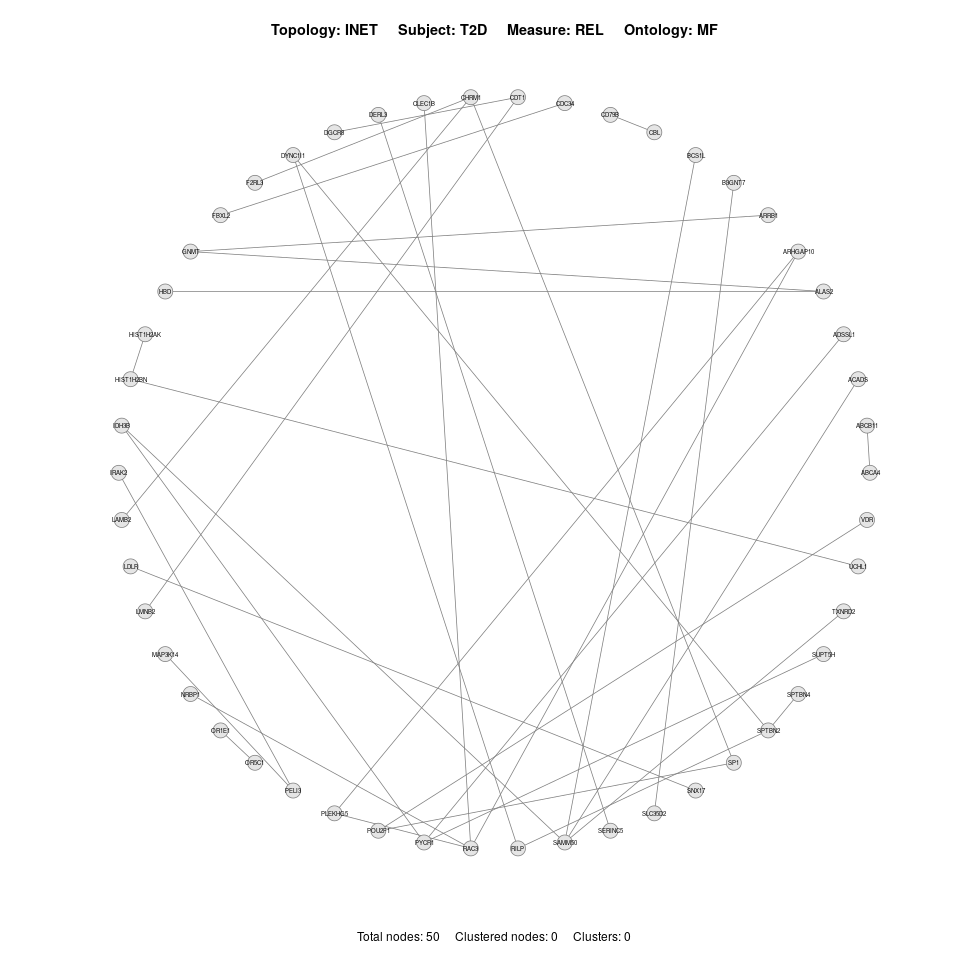 Topology: INET Subject: T2D Measure: REL Ontology: MF
CHRM1
CDT1
CLEC1B
CDC34
DERL3
CD79B
DGCR8
CBL
DYNC1I1
BCS1L
F2RL3
B3GNT7
FBXL2
ARRB1
GNMT
ARHGAP10
HBD
ALAS2
HIST1H2AK
ADSSL1
HIST1H2BN
ACADS
IDH3B
ABCB11
IRAK2
ABCA4
LAMB2
VDR
LDLR
UCHL1
LMNB2
TXNRD2
MAP3K14
SUPT5H
NRBP1
SPTBN4
OR1E1
SPTBN2
OR5C1
SP1
PELI3
SNX17
PLEKHG5
SLC35D2
POU2F1
SERINC5
PYCR1
SAMM50
RAC3
RILP
Total nodes: 50 Clustered nodes: 0 Clusters: 0